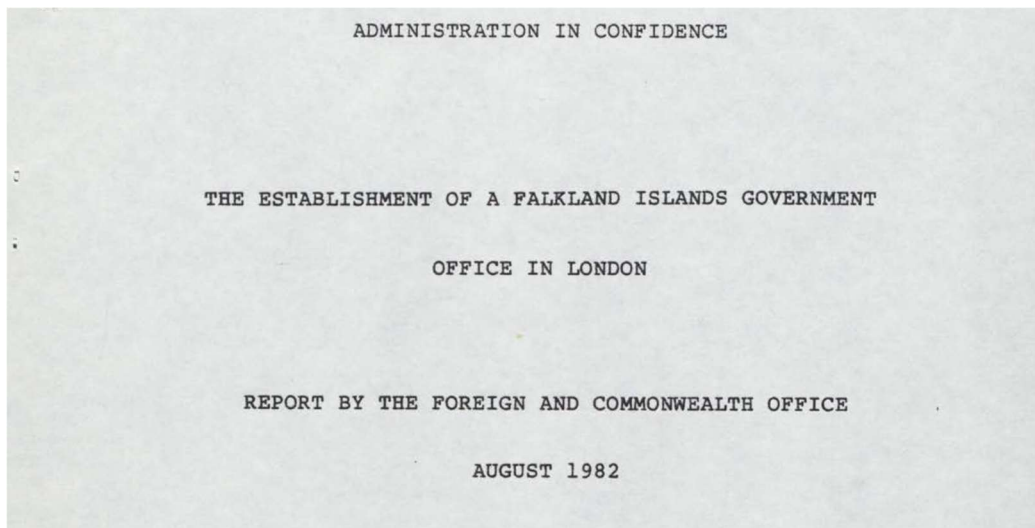 ADMINISTRATION IN CONFIDENCE
THE ESTABLISHMENT OF A FALKLAND ISLANDS GOVERNMENT
OFFICE IN LONDON
REPORT BY THE FOREIGN AND COMMONWEALTH OFFICE
AUGUST 1982